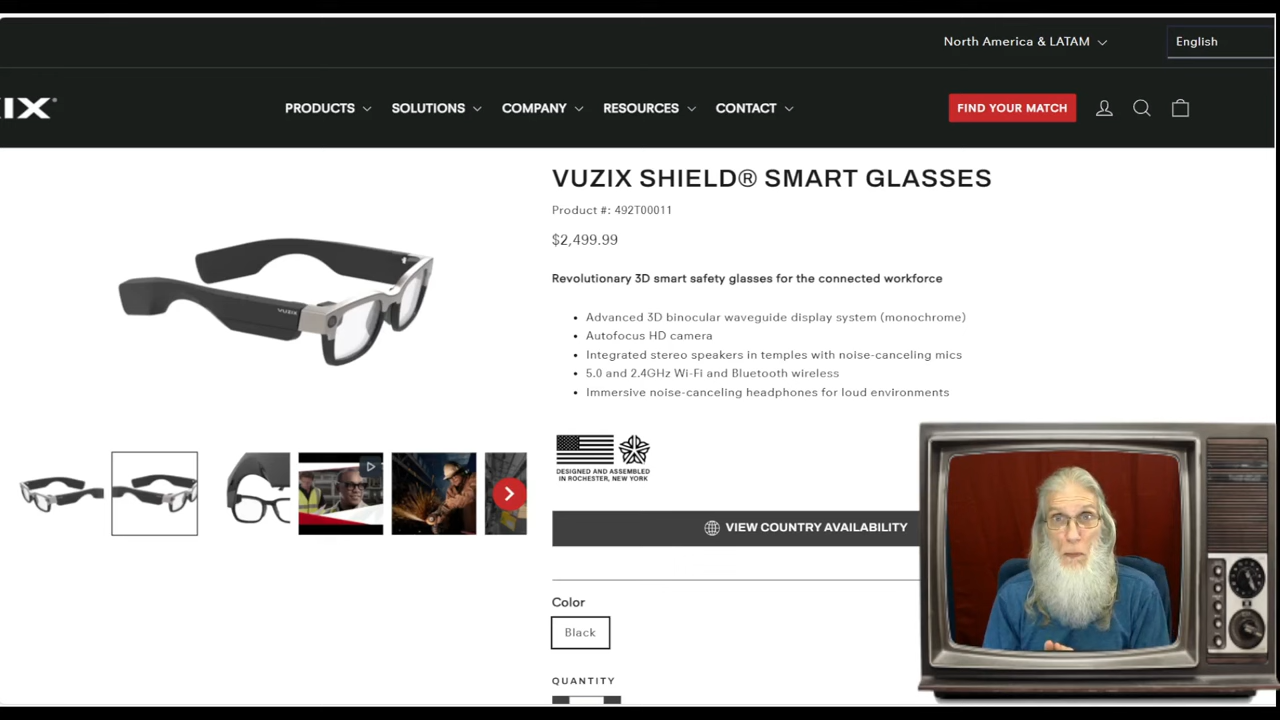 North America & LATAM
English
IX®
PRODUCTS
SOLUTIONS
COMPANY
RESOURCES
CONTACT
FIND YOUR MATCH
VUZIX SHIELD® SMART GLASSES
Product #: 492T00011
$2,499.99
Revolutionary 3D smart safety glasses for the connected workforce
• Advanced 3D binocular waveguide display system (monochrome)
• Autofocus HD camera
• Integrated stereo speakers in temples with noise-canceling mics
• 5.0 and 2.4GHz Wi-Fi and Bluetooth wireless
• Immersive noise-canceling headphones for loud environments
VUZIX
DESIGNED AND ASSEMBLED
IN ROCHESTER, NEW YORK
VIEW COUNTRY AVAILABILITY
Color
Black
QUANTITY